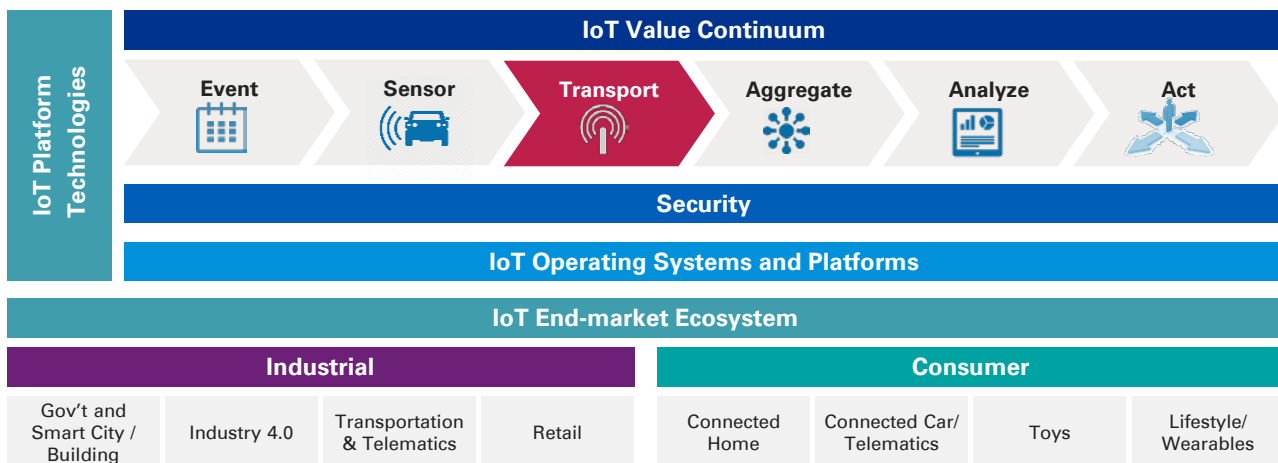 IoT Platform
Technologies
IoT Value Continuum
Event
Sensor
Transport
Aggregate
Analyze
Act
Security
IoT Operating Systems and Platforms
IoT End-market Ecosystem
Industrial
Consumer
Gov't and
Smart City /
Building
Industry 4.0
Transportation
& Telematics
Retail
Connected
Home
Connected Car/
Telematics
Toys
Lifestyle/
Wearables